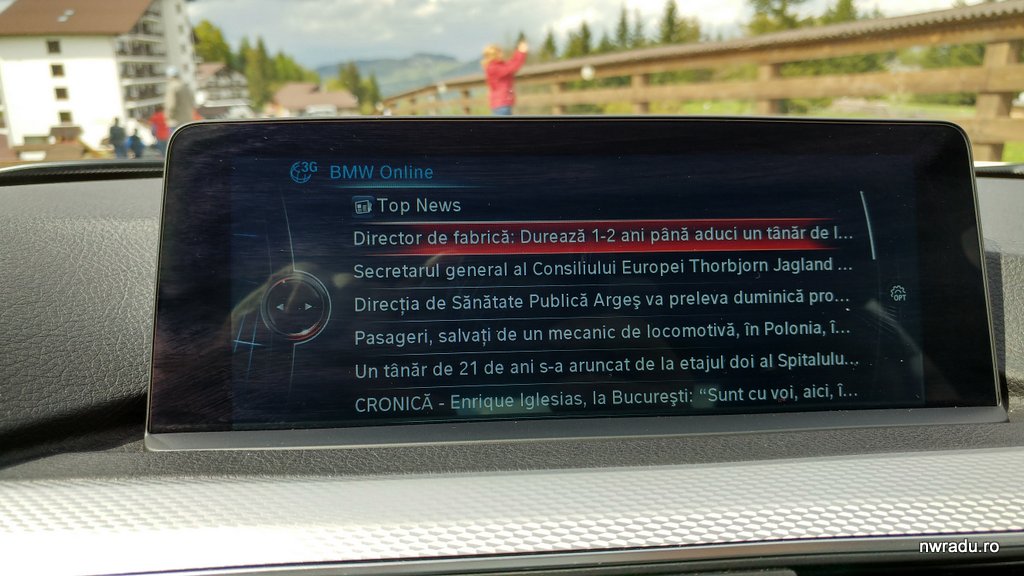 3G BMW Online
Top News
Director de fabrică: Durează 1-2 ani până aduci un tânăr de l...
Secretarul general al Consiliului Europei Thorbjorn Jagland ...
Direcţia de Sănătate Publică Argeş va preleva duminică pro...
Pasageri, salvaţi de un mecanic de locomotivă, în Polonia, î...
Un tânăr de 21 de ani s-a aruncat de la etajul doi al Spitalulu...
CRONICĂ - Enrique Iglesias, la Bucureşti: “Sunt cu voi, aici, î...
OPT
nwradu.ro